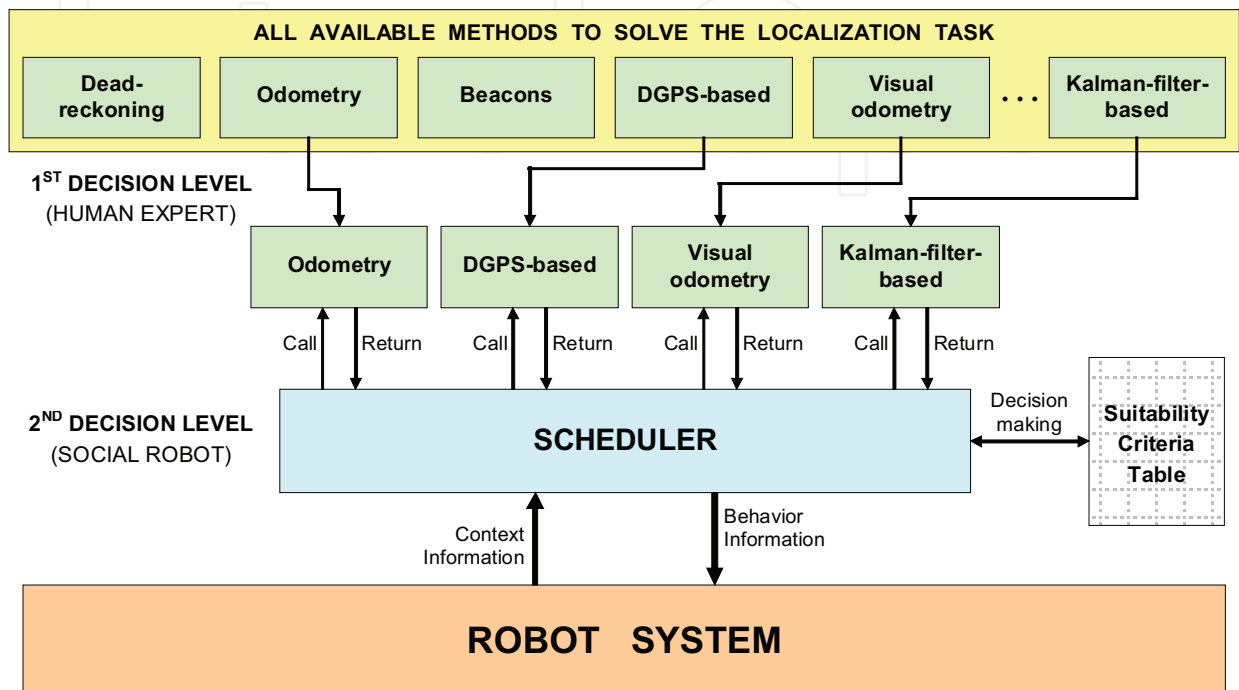 ALL AVAILABLE METHODS TO SOLVE THE LOCALIZATION TASK
Dead-
reckoning
Odometry
Beacons
DGPS-based
Visual
odometry
...
Kalman-filter-
based
1ST DECISION LEVEL
(HUMAN EXPERT)
Odometry
DGPS-based
Visual
odometry
Kalman-filter-
based
Call
Return
Call
Return
Call
Return
Call
Return
2ND DECISION LEVEL
(SOCIAL ROBOT)
SCHEDULER
Decision
making
Suitability
Criteria
Table
Context
Information
Behavior
Information
ROBOT SYSTEM